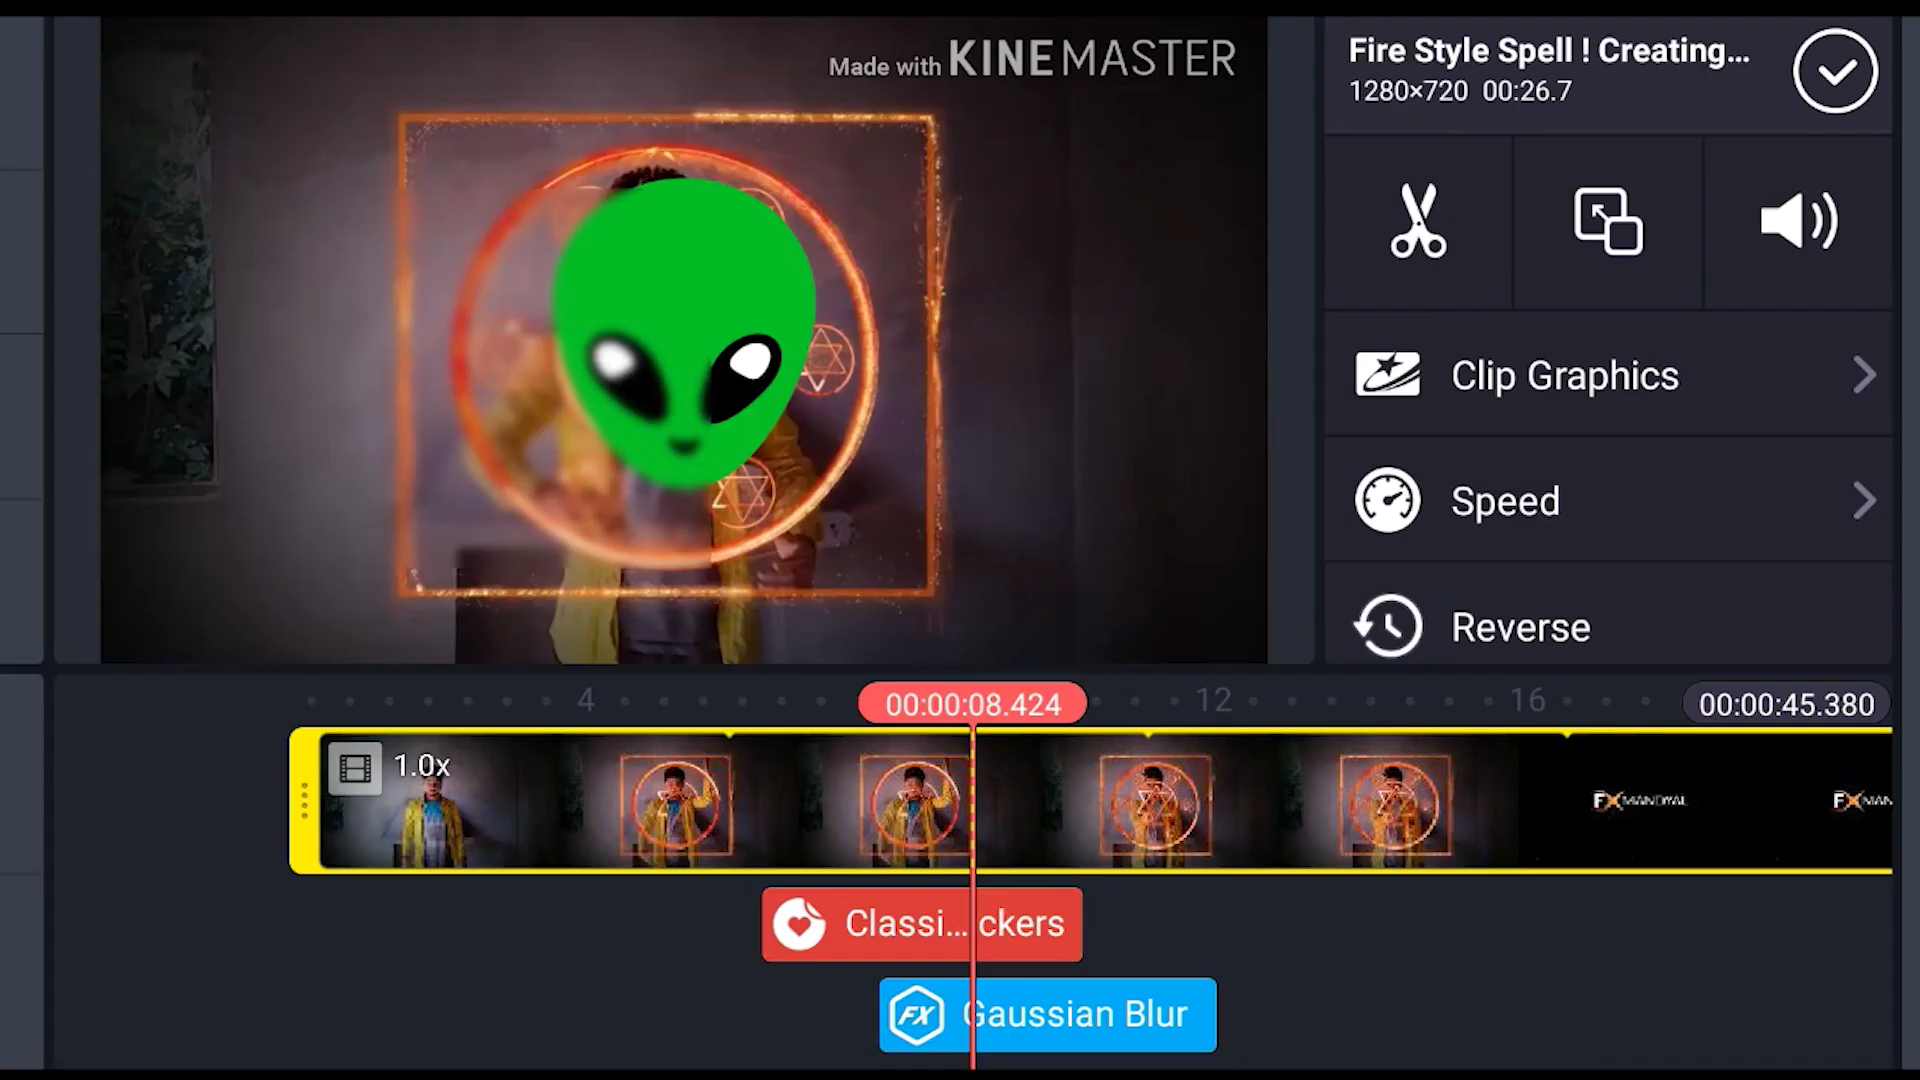 Made with KINEMASTER
Fire Style Spell ! Creating...
1280×720 00:26.7
Clip Graphics
Speed
Reverse
4
00:00:08.424
12
16
00:00:45.380
1.0x
FX MANDYAL
FX MAN
Classi... ckers
FX Gaussian Blur